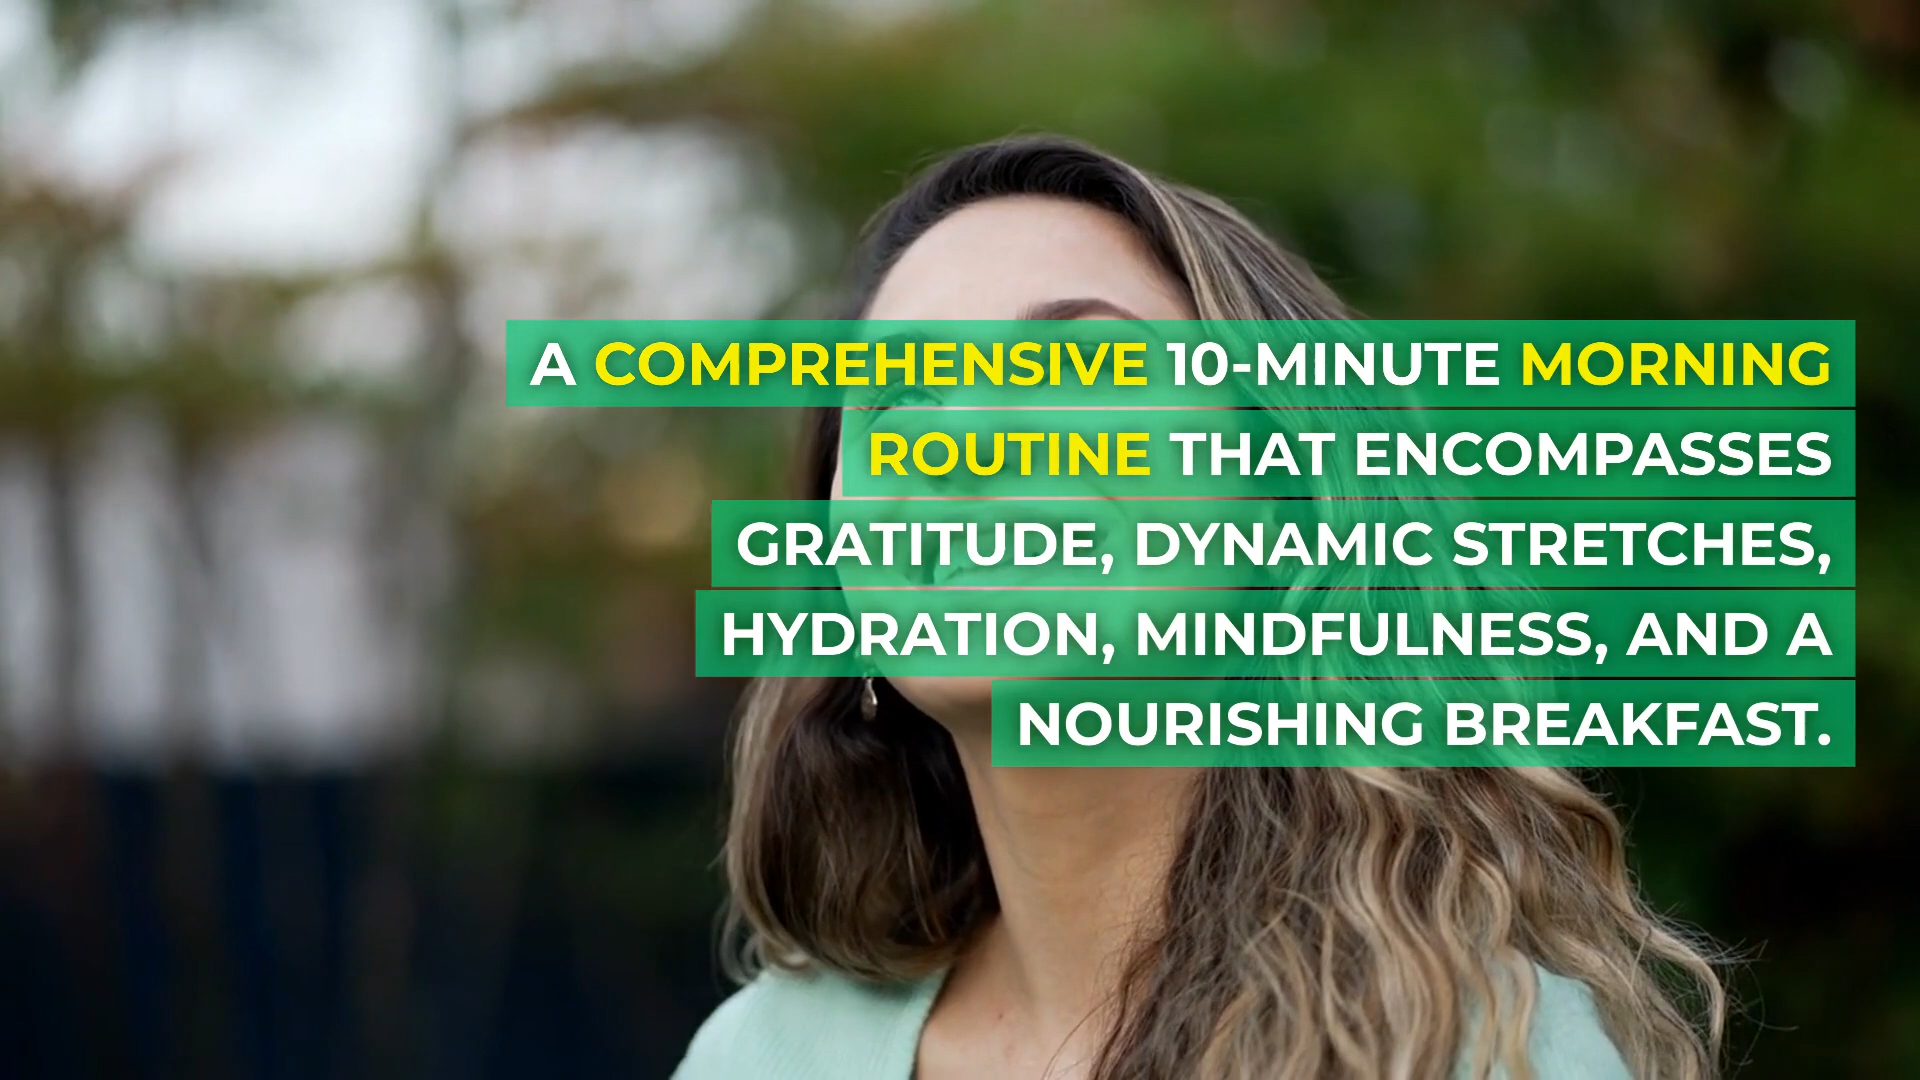 A COMPREHENSIVE 10-MINUTE MORNING
ROUTINE THAT ENCOMPASSES
GRATITUDE, DYNAMIC STRETCHES,
HYDRATION, MINDFULNESS, AND A
NOURISHING BREAKFAST.